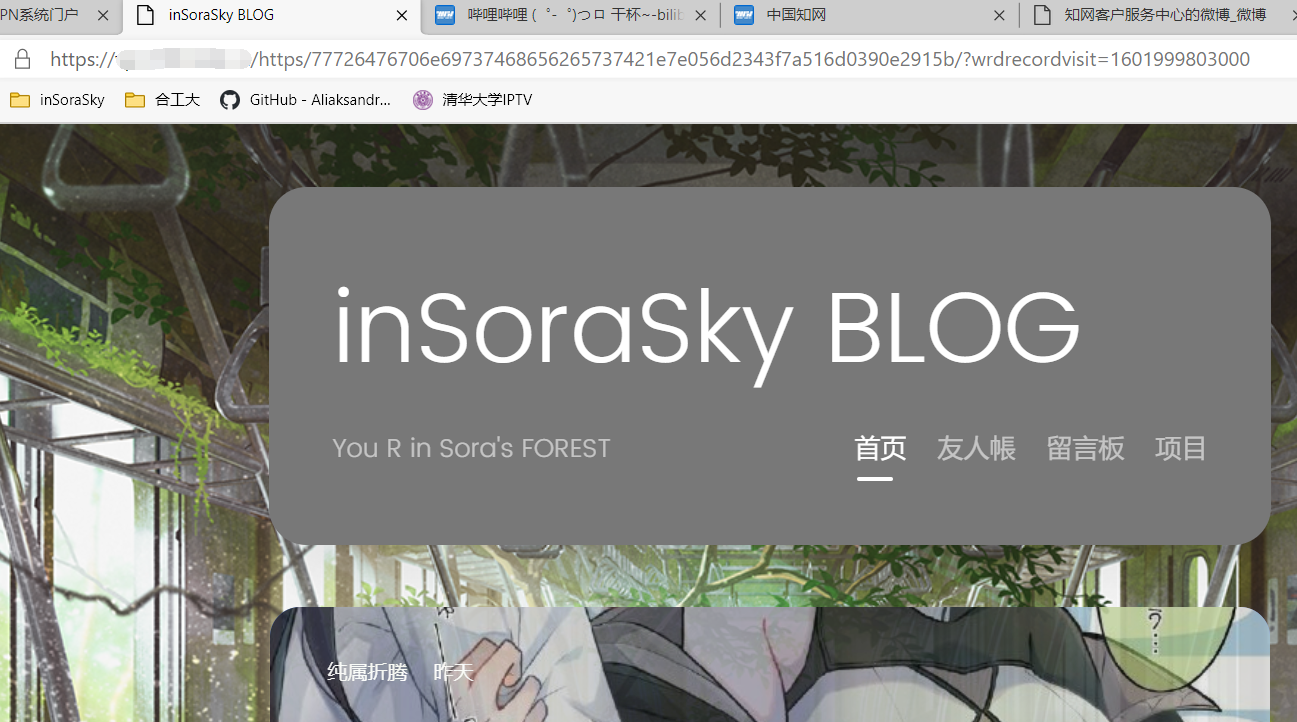 PN系统门户
inSoraSky BLOG
哔哩哔哩 ( ゜- ゜)つロ 干杯~-bilib
中国知网
知网客户服务中心的微博_微博
https://
/https/77726476706e69737468656265737421e7e056d2343f7a516d0390e2915b/?wrdrecordvisit=1601999803000
inSoraSky
合工大
GitHub - Aliaksandr...
清华大学IPTV
inSoraSky BLOG
You R in Sora's FOREST
首页 友人帳 留言板 项目
纯属折腾 昨天